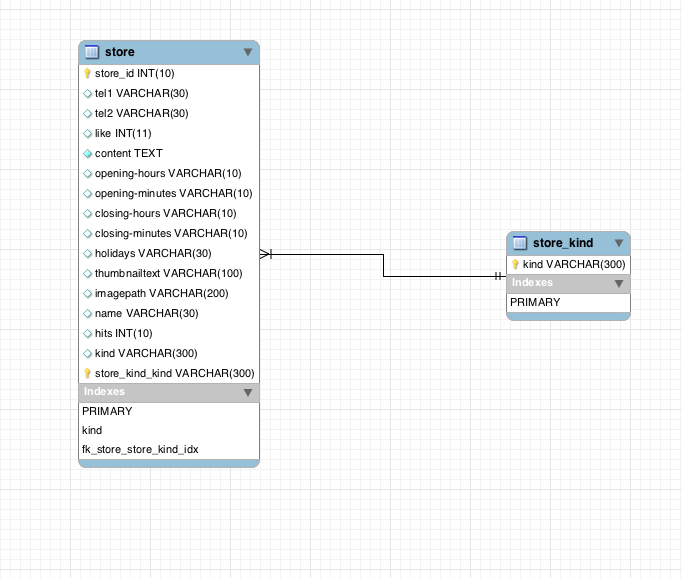 store
store_id INT(10)
tel1 VARCHAR(30)
tel2 VARCHAR(30)
like INT(11)
content TEXT
opening-hours VARCHAR(10)
opening-minutes VARCHAR(10)
closing-hours VARCHAR(10)
closing-minutes VARCHAR(10)
holidays VARCHAR(30)
thumbnailtext VARCHAR(100)
imagepath VARCHAR(200)
name VARCHAR(30)
hits INT(10)
kind VARCHAR(300)
store_kind_kind VARCHAR(300)
Indexes
PRIMARY
kind
fk_store_store_kind_idx
store_kind
kind VARCHAR(300)
Indexes
PRIMARY